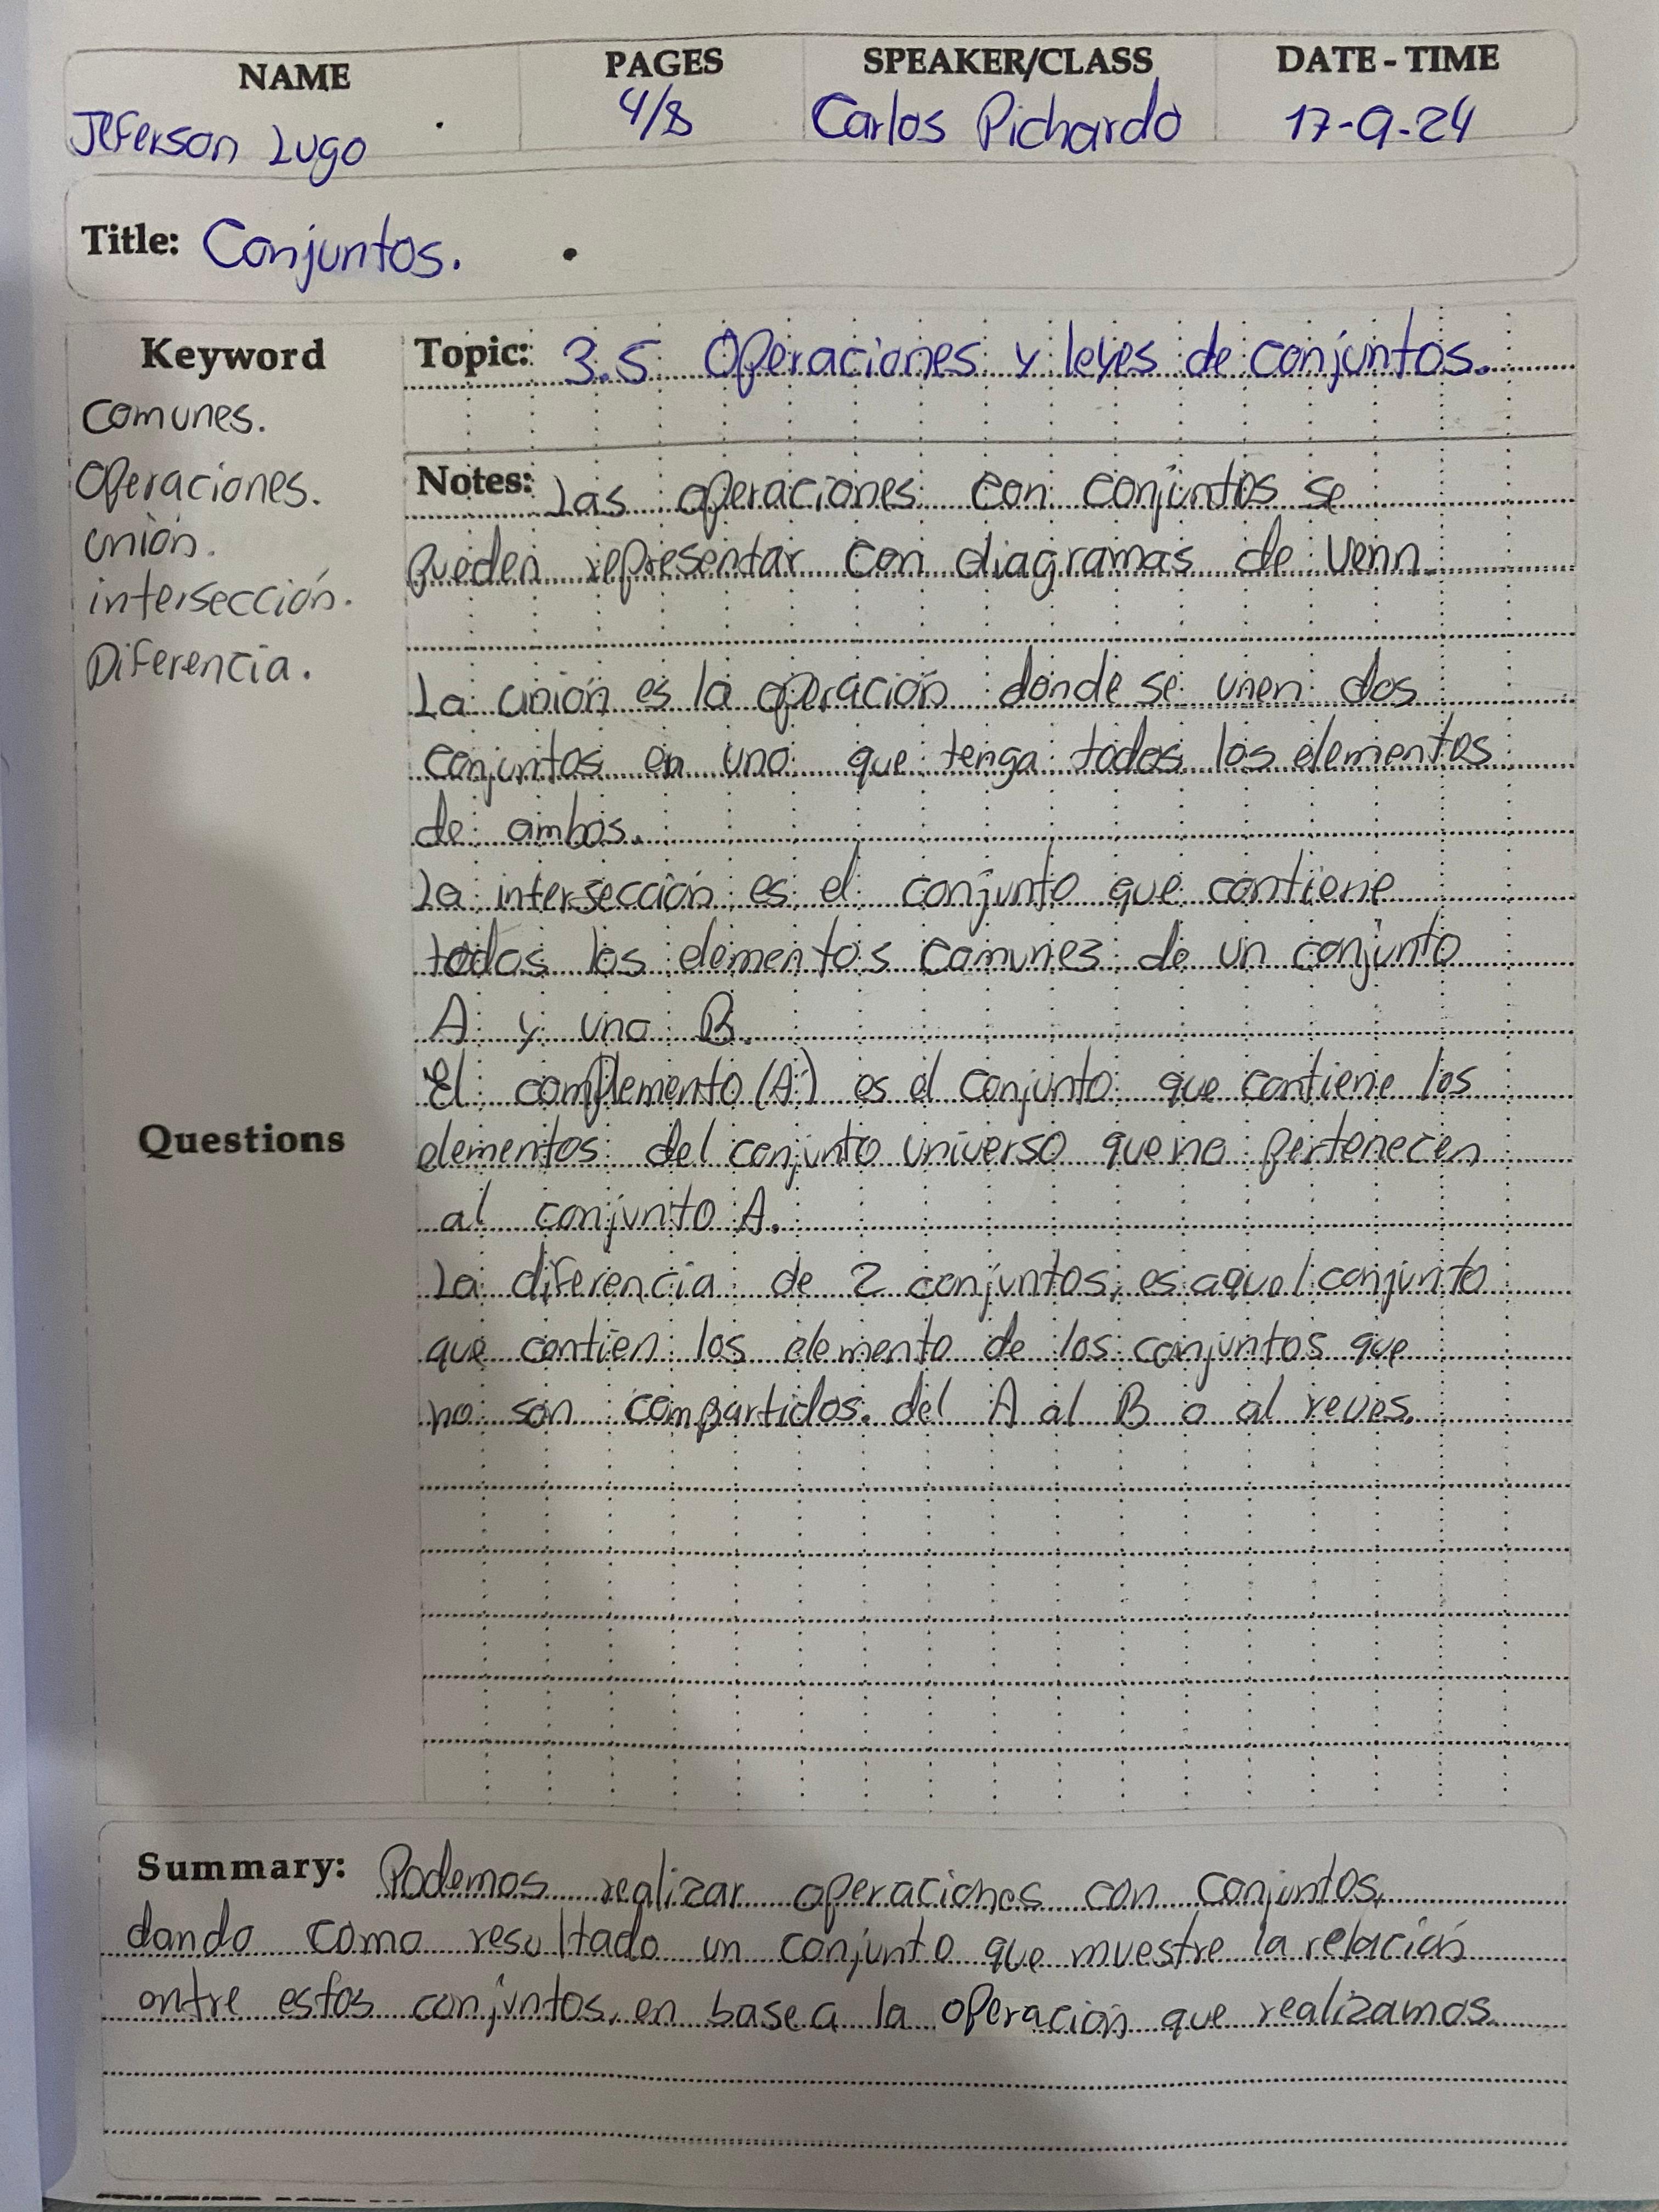 NAME PAGES SPEAKER/CLASS DATE - TIME
Jeferson Lugo 4/8 Carlos Pichardo 17-9-24
Title: Conjuntos.
Keyword
Comunes.
Operaciones.
unión.
intersección.
Diferencia.
Topic: 3.5 Operaciones y leyes de conjuntos.
Notes: Las operaciones con conjuntos se
pueden representar con diagramas de Venn.
La unión es la operación donde se unen dos
conjuntos en uno que tenga todos los elementos
de ambos.
La intersección es el conjunto que contiene
todos los elementos comunes de un conjunto
A y uno B.
El complemento (A') es el conjunto que contiene los
elementos del conjunto universo que no pertenecen
al conjunto A.
La diferencia de 2 conjuntos, es aquel conjunto
que contien los elemento de los conjuntos que
no son compartidos. del A al B o al reves.
Questions
Summary: Podemos realizar operaciones con conjuntos,
dando como resultado un conjunto que muestre la relación
entre estos conjuntos, en base a la operación que realizamos.